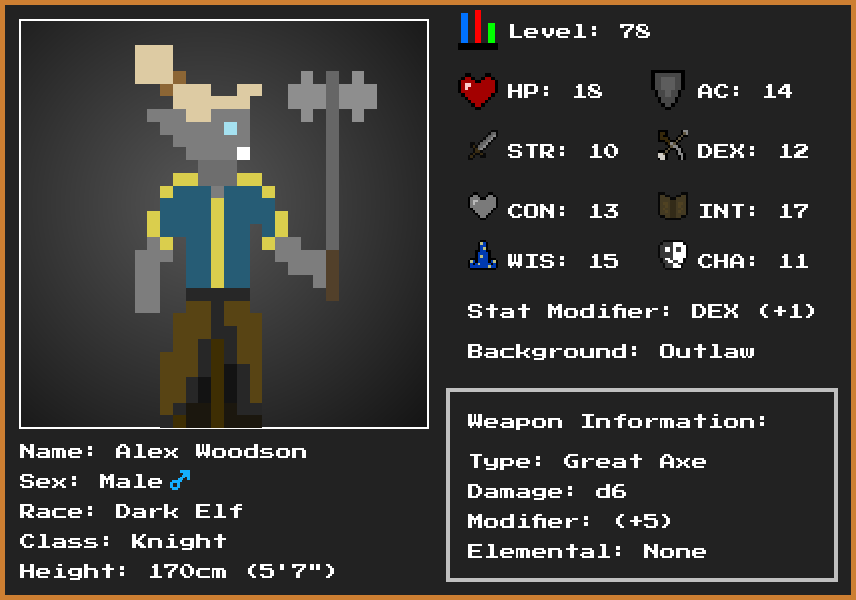 Level: 78
HP: 18
AC: 14
STR: 10
DEX: 12
CON: 13
INT: 17
WIS: 15
CHA: 11
Stat Modifier: DEX (+1)
Background: Outlaw
Weapon Information:
Type: Great Axe
Damage: d6
Modifier: (+5)
Elemental: None
Name: Alex Woodson
Sex: Male ♂
Race: Dark Elf
Class: Knight
Height: 170cm (5'7")